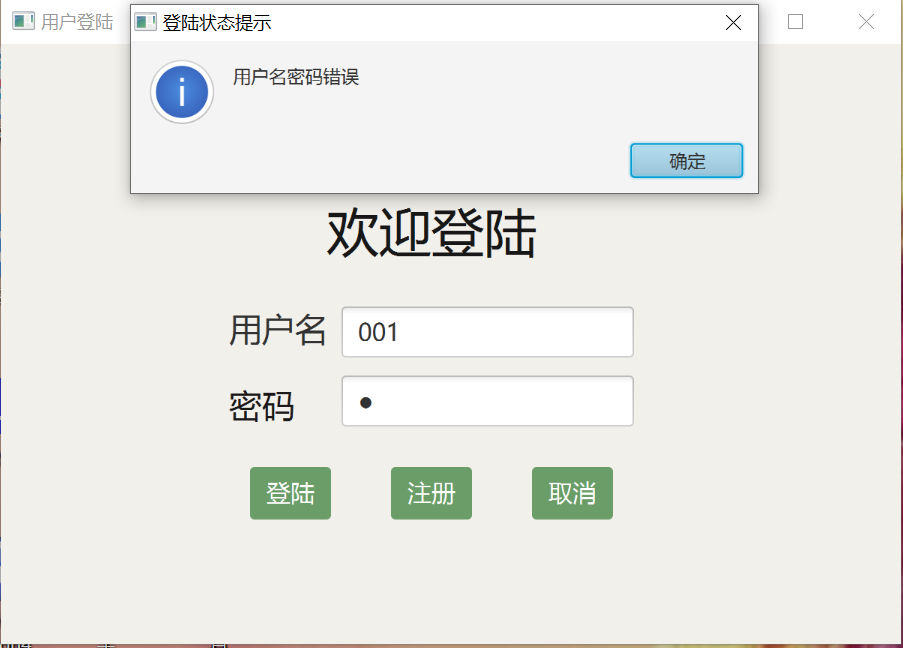 用户登陆
登陆状态提示
用户名密码错误
确定
欢迎登陆
用户名 001
密码
登陆 注册 取消